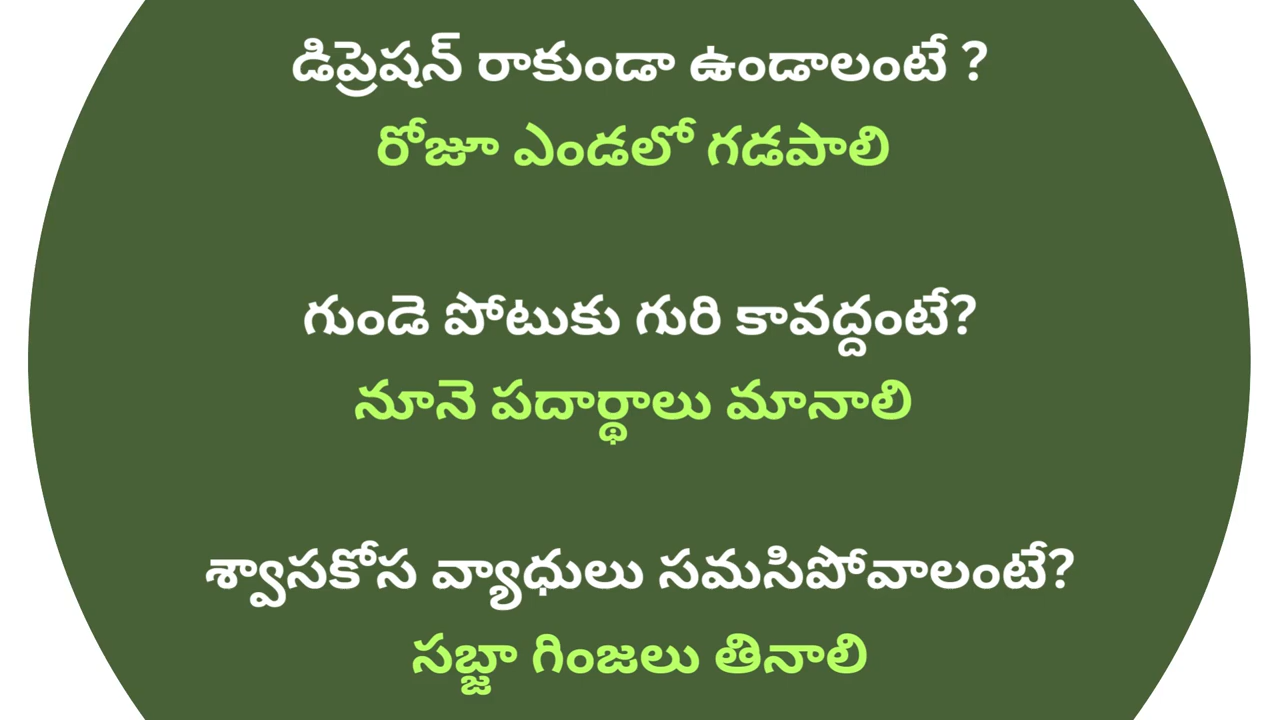 డిప్రెషన్ రాకుండా ఉండాలంటే ?
రోజూ ఎండలో గడపాలి
గుండె పోటుకు గురి కావద్దంటే?
నూనె పదార్థాలు మానాలి
శ్వాసకోస వ్యాధులు సమసిపోవాలంటే?
సబ్జా గింజలు తినాలి